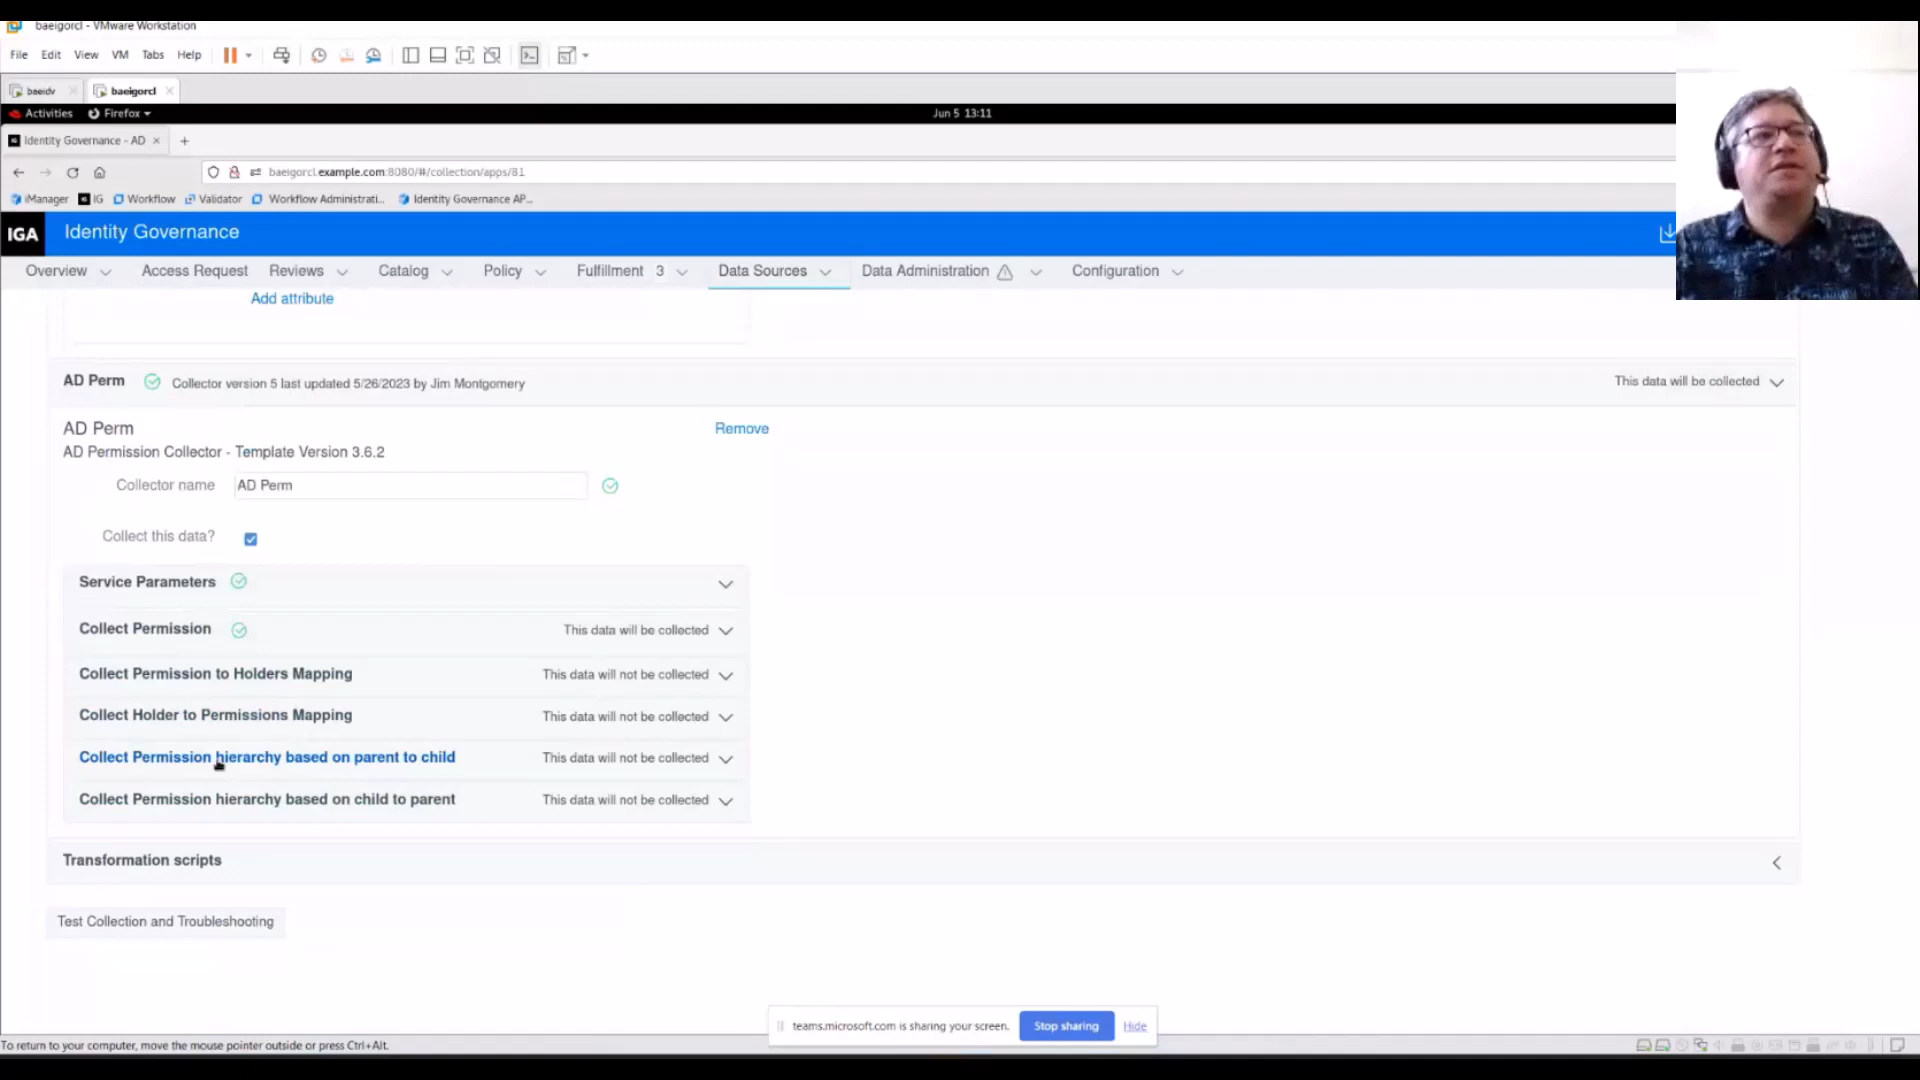 baeigorcl - VMware Workstation
File Edit View VM Tabs Help
baeidv baeigorcl
Activities Firefox Jun 5 13:11
Identity Governance - AD
baeigorcl.example.com:8080/#/collection/apps/81
iManager IG Workflow Validator Workflow Administrati... Identity Governance AP...
IGA Identity Governance
Overview Access Request Reviews Catalog Policy Fulfillment 3 Data Sources Data Administration Configuration
Add attribute
AD Perm Collector version 5 last updated 5/26/2023 by Jim Montgomery This data will be collected
AD Perm Remove
AD Permission Collector - Template Version 3.6.2
Collector name AD Perm
Collect this data?
Service Parameters
Collect Permission This data will be collected
Collect Permission to Holders Mapping This data will not be collected
Collect Holder to Permissions Mapping This data will not be collected
Collect Permission hierarchy based on parent to child This data will not be collected
Collect Permission hierarchy based on child to parent This data will not be collected
Transformation scripts
Test Collection and Troubleshooting
teams.microsoft.com is sharing your screen. Stop sharing Hide
To return to your computer, move the mouse pointer outside or press Ctrl+Alt.